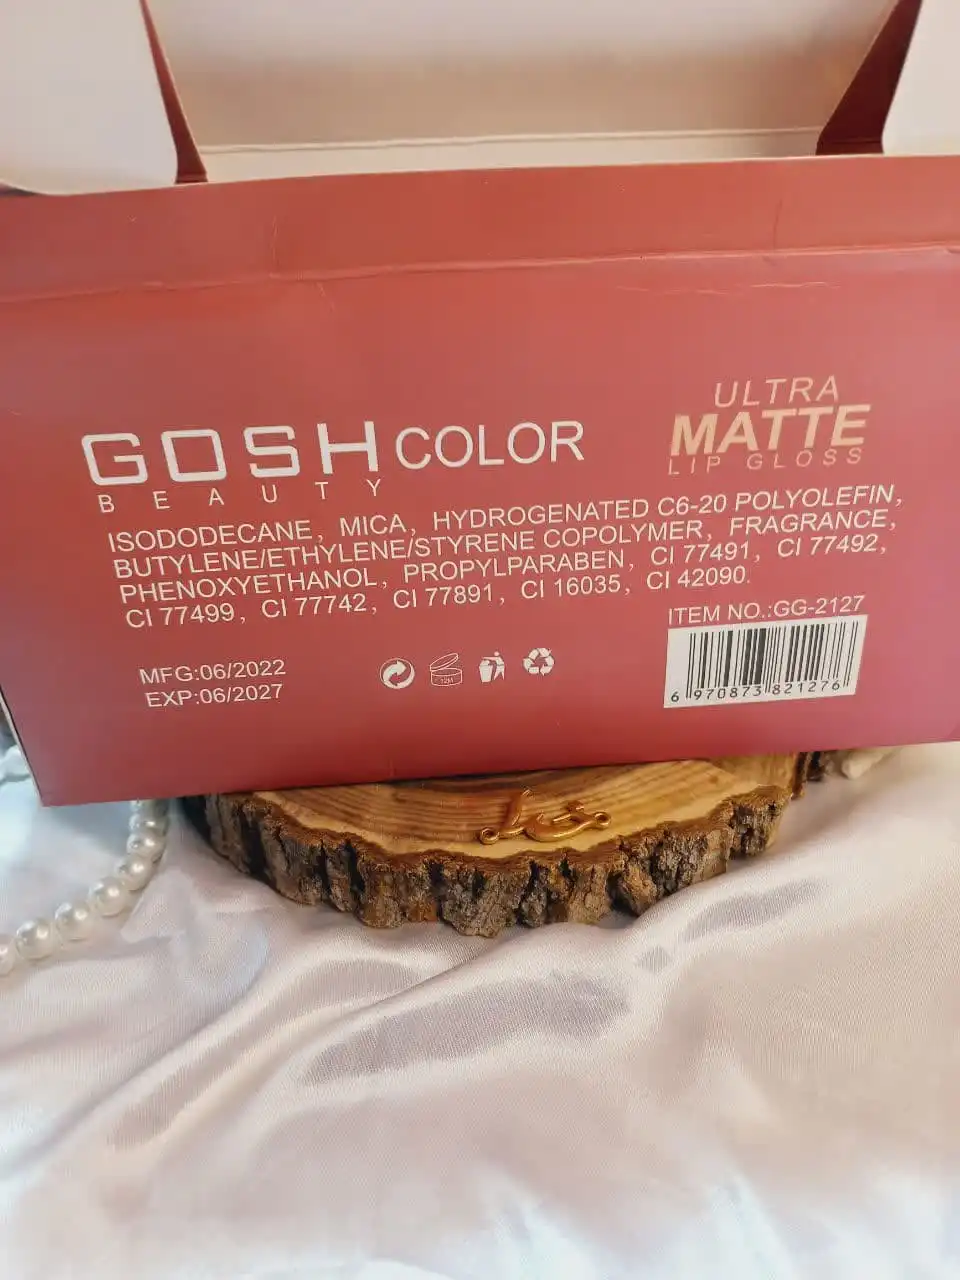 GOSH COLOR
BEAUTY
ULTRA
MATTE
LIP GLOSS
ISODODECANE, MICA, HYDROGENATED C6-20 POLYOLEFIN,
BUTYLENE/ETHYLENE/STYRENE COPOLYMER, FRAGRANCE,
PHENOXYETHANOL, PROPYLPARABEN, CI 77491, CI 77492,
CI 77499, CI 77742, CI 77891, CI 16035, CI 42090.
ITEM NO.:GG-2127
MFG:06/2022
EXP:06/2027
12M
6 970873 821276